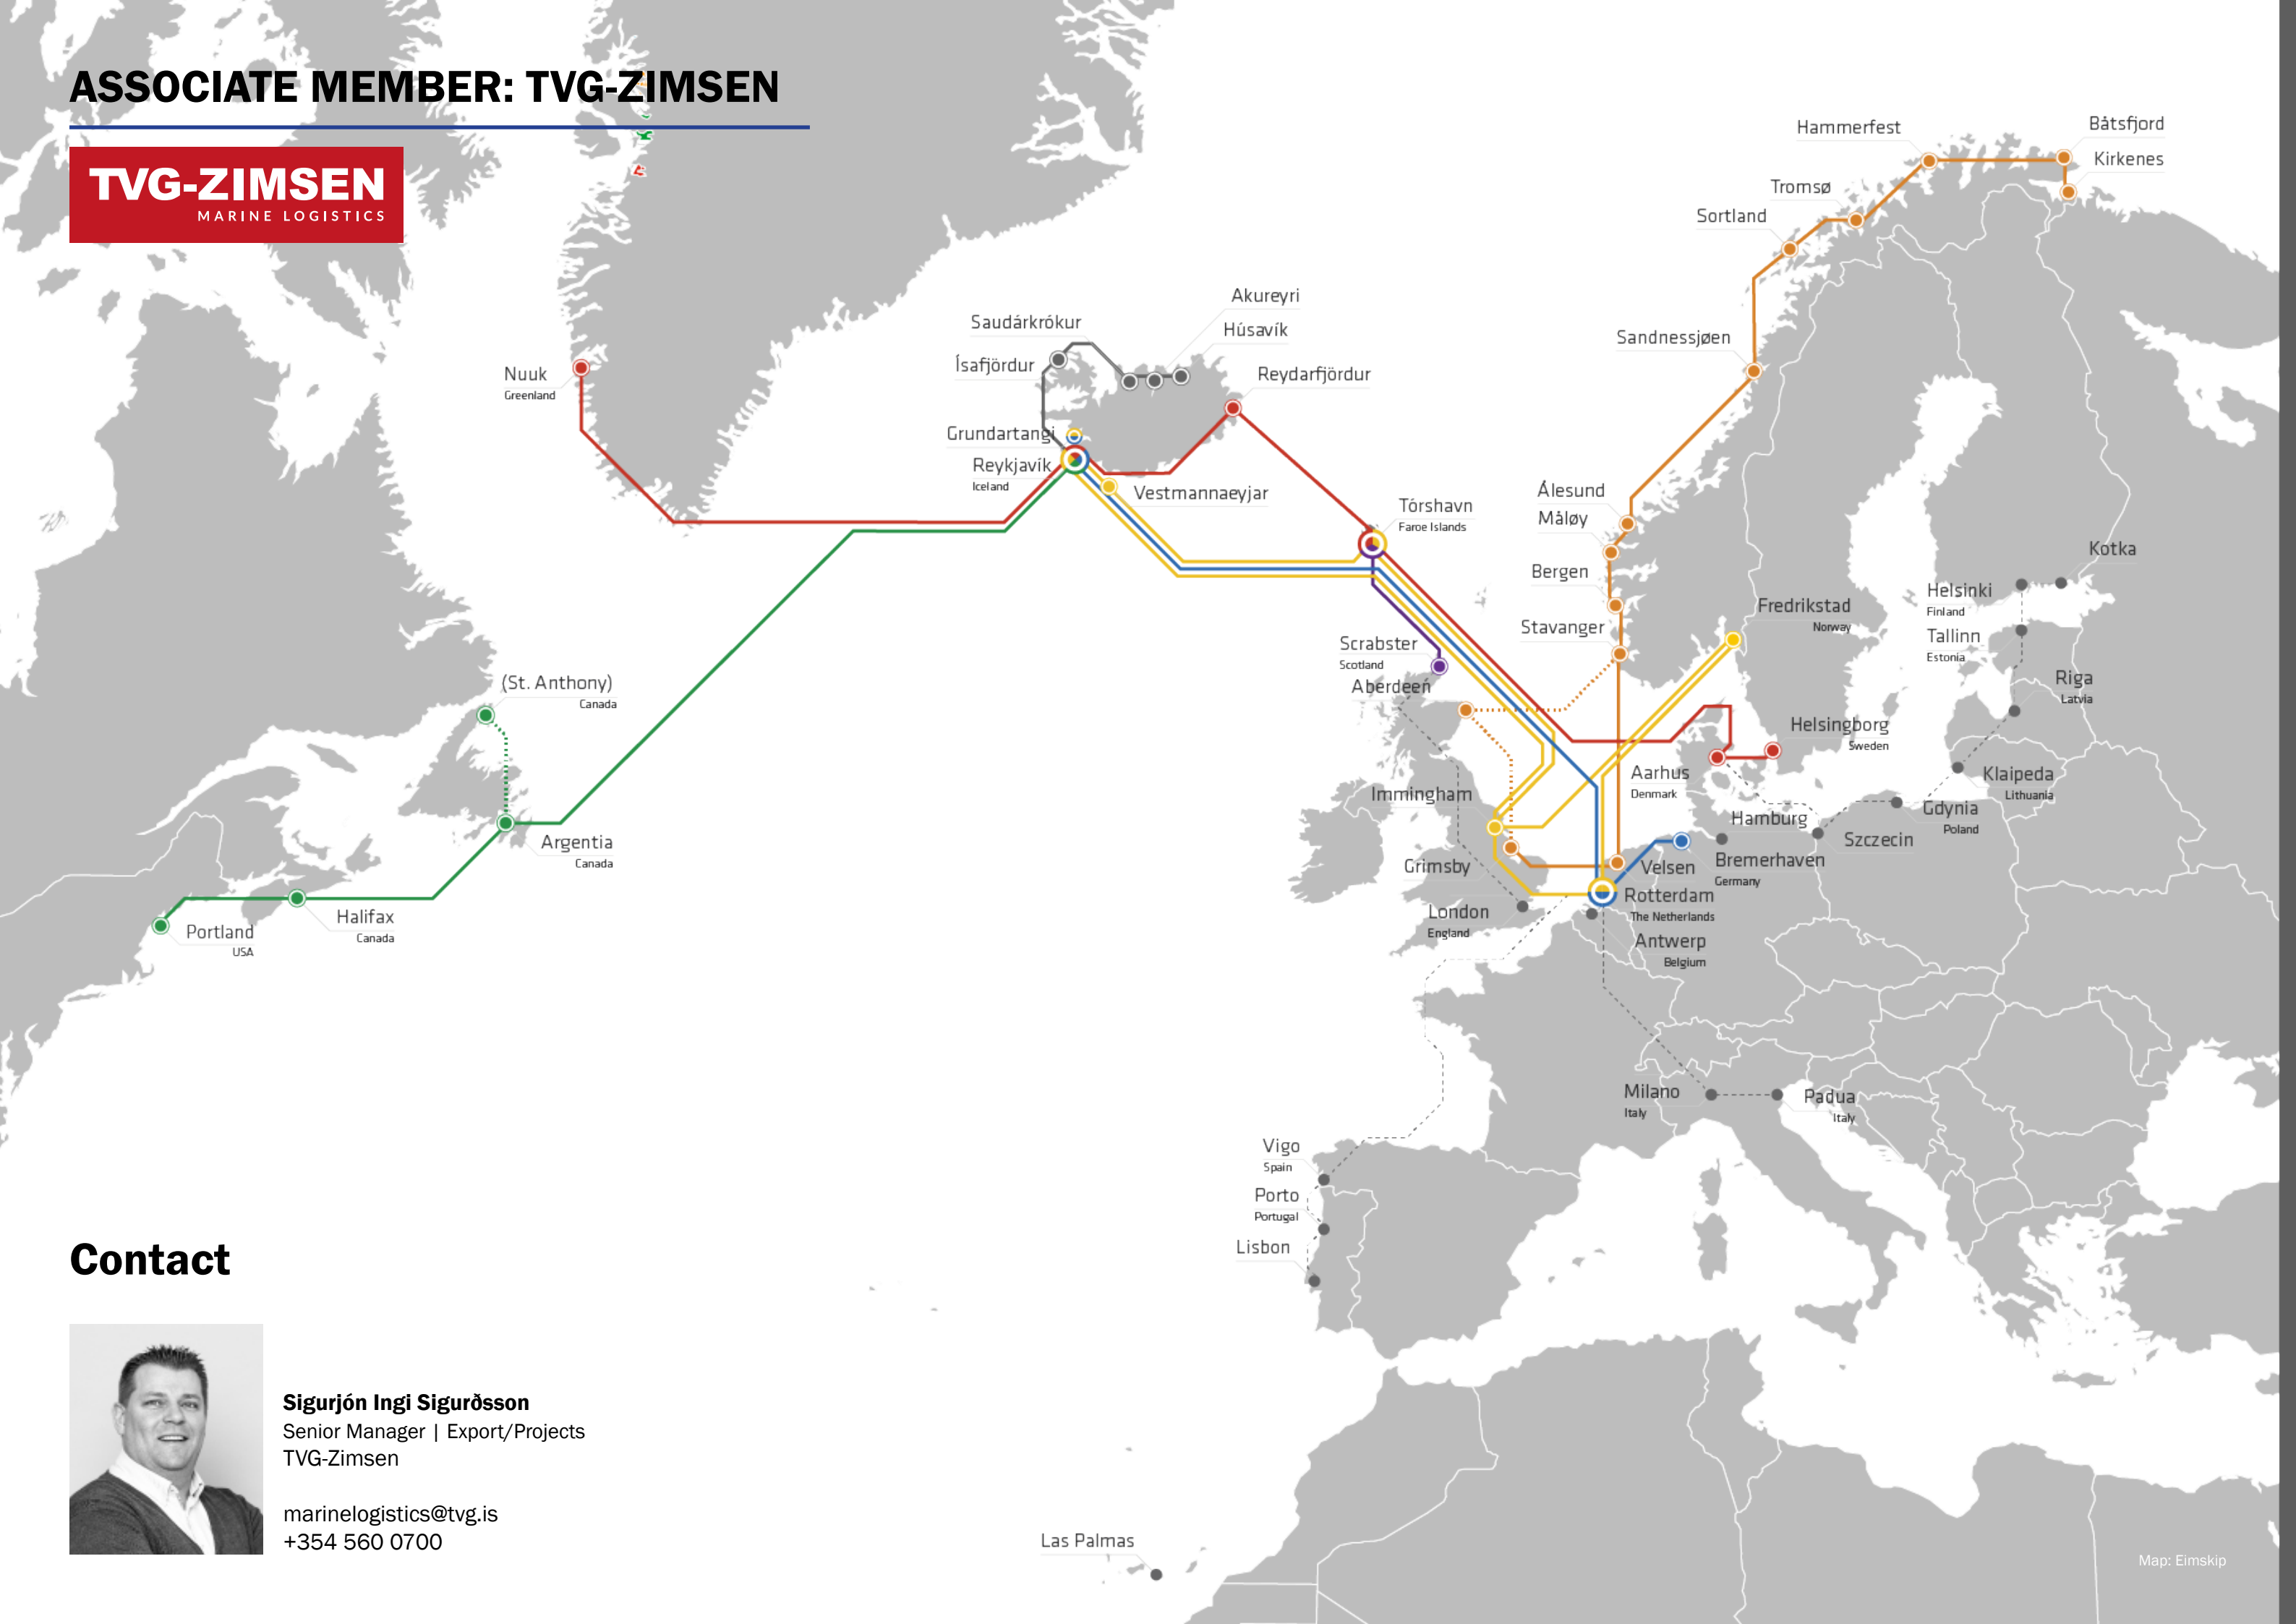 ASSOCIATE MEMBER: TVG-ZIMSEN
TVG-ZIMSEN
MARINE LOGISTICS
Hammerfest
Båtsfjord
Kirkenes
Tromsø
Sortland
Sandnessjøen
Akureyri
Saudárkrókur
Húsavík
Ísafjördur
Reydarfjördur
Nuuk
Greenland
Grundartangi
Reykjavík
Iceland
Vestmannaeyjar
Tórshavn
Faroe Islands
Álesund
Måløy
Bergen
Stavanger
Fredrikstad
Norway
Kotka
Helsinki
Finland
Tallinn
Estonia
Riga
Latvia
Scrabster
Scotland
Aberdeen
(St. Anthony)
Canada
Helsingborg
Sweden
Aarhus
Denmark
Klaipeda
Lithuania
Immingham
Gdynia
Poland
Hamburg
Szczecin
Argentia
Canada
Grimsby
Velsen
Bremerhaven
Germany
Rotterdam
The Netherlands
London
England
Antwerp
Belgium
Halifax
Canada
Portland
USA
Milano
Italy
Padua
Italy
Vigo
Spain
Porto
Portugal
Lisbon
Las Palmas
Contact
Sigurjón Ingi Sigurðsson
Senior Manager | Export/Projects
TVG-Zimsen
marinelogistics@tvg.is
+354 560 0700
Map: Eimskip